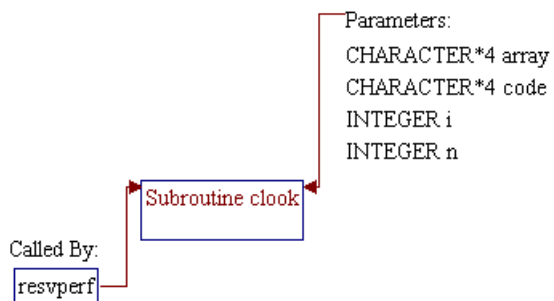 Parameters:
CHARACTER*4 array
CHARACTER*4 code
INTEGER i
INTEGER n
Subroutine clook
Called By:
resvperf